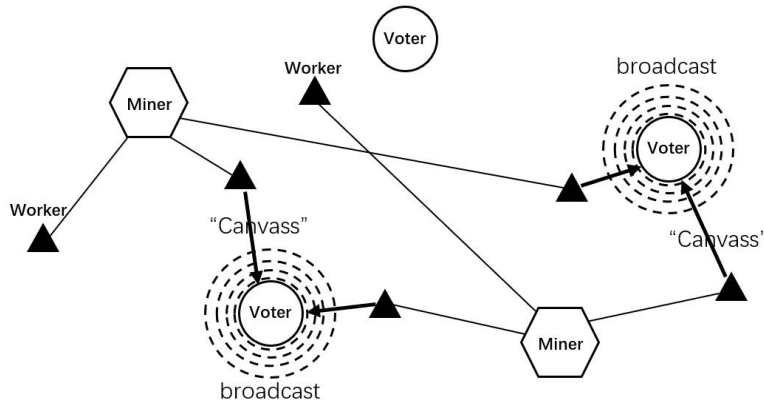 Voter
Worker
broadcast
Miner
Voter
Worker
“Canvass”
“Canvass’
Voter
Miner
broadcast